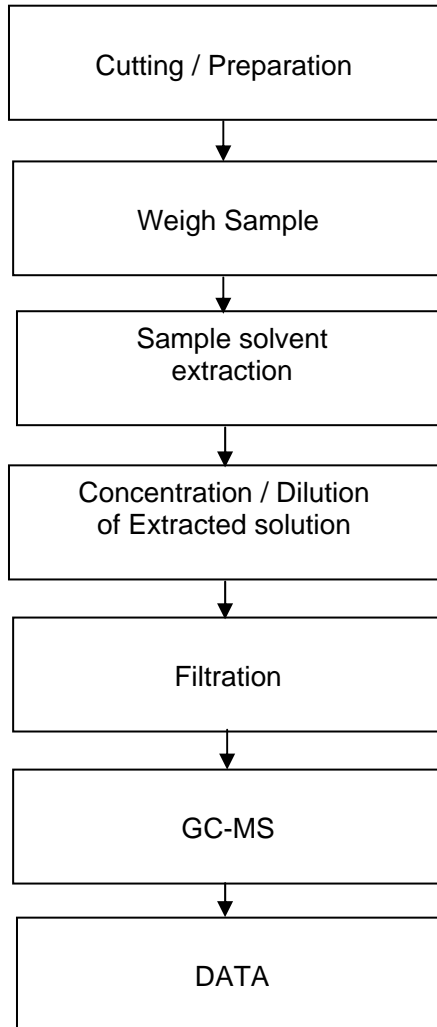 Cutting / Preparation
Weigh Sample
Sample solvent
extraction
Concentration / Dilution
of Extracted solution
Filtration
GC-MS
DATA